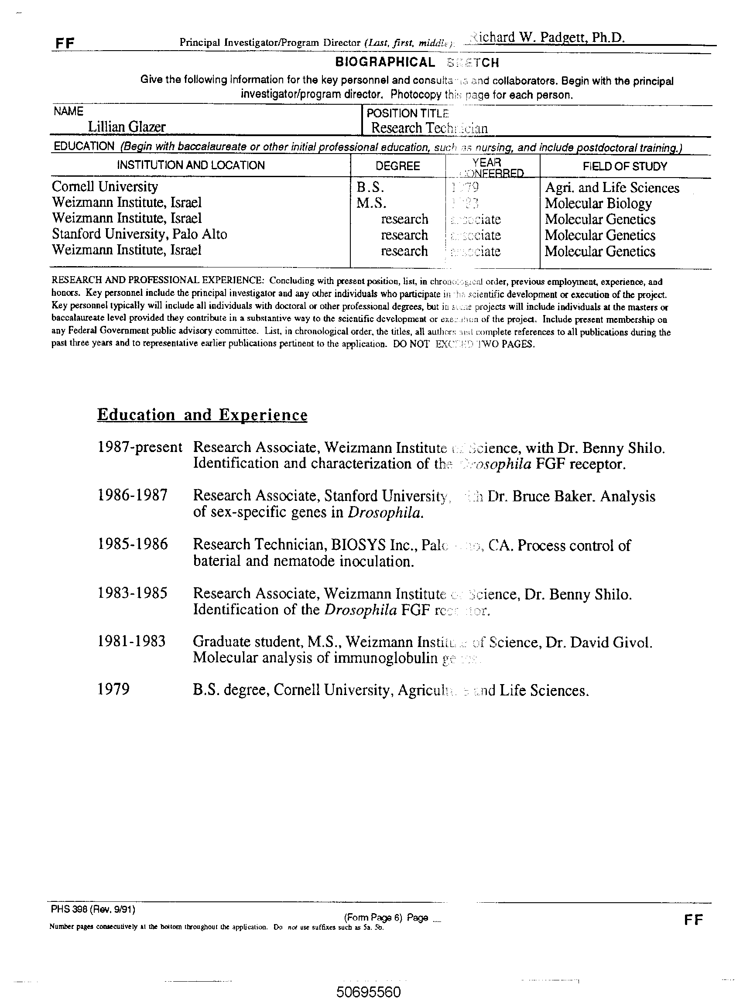 FF
Principal Investigator/Program Director (Last, first, middle): Richard W. Padgett, Ph.D.
BIOGRAPHICAL SKETCH
Give the following information for the key personnel and consultants and collaborators. Begin with the principal
investigator/program director. Photocopy this page for each person.
NAME
POSITION TITLE
Lillian Glazer
Research Technician
EDUCATION (Begin with baccalaureate or other initial professional education, such as nursing, and include postdoctoral training.)
INSTITUTION AND LOCATION DEGREE YEAR CONFERRED FIELD OF STUDY
Cornell University B.S. 1979 Agri. and Life Sciences
Weizmann Institute, Israel M.S. Molecular Biology
Weizmann Institute, Israel research associate Molecular Genetics
Stanford University, Palo Alto research associate Molecular Genetics
Weizmann Institute, Israel research associate Molecular Genetics
RESEARCH AND PROFESSIONAL EXPERIENCE: Concluding with present position, list, in chronological order, previous employment, experience, and
honors. Key personnel include the principal investigator and any other individuals who participate in the scientific development or execution of the project.
Key personnel typically will include all individuals with doctoral or other professional degrees, but in some projects will include individuals at the masters or
baccalaureate level provided they contribute in a substantive way to the scientific development or execution of the project. Include present membership on
any Federal Government public advisory committee. List, in chronological order, the titles, all authors and complete references to all publications during the
past three years and to representative earlier publications pertinent to the application. DO NOT EXCEED TWO PAGES.
Education and Experience
1987-present Research Associate, Weizmann Institute of Science, with Dr. Benny Shilo.
Identification and characterization of the Drosophila FGF receptor.
1986-1987 Research Associate, Stanford University, with Dr. Bruce Baker. Analysis
of sex-specific genes in Drosophila.
1985-1986 Research Technician, BIOSYS Inc., Palo Alto, CA. Process control of
baterial and nematode inoculation.
1983-1985 Research Associate, Weizmann Institute of Science, Dr. Benny Shilo.
Identification of the Drosophila FGF receptor.
1981-1983 Graduate student, M.S., Weizmann Institute of Science, Dr. David Givol.
Molecular analysis of immunoglobulin genes.
1979 B.S. degree, Cornell University, Agriculture and Life Sciences.
PHS 398 (Rev. 9/91)
(Form Page 6) Page __
FF
Number pages consecutively at the bottom throughout the application. Do not use suffixes such as 5a, 5b.
50695560